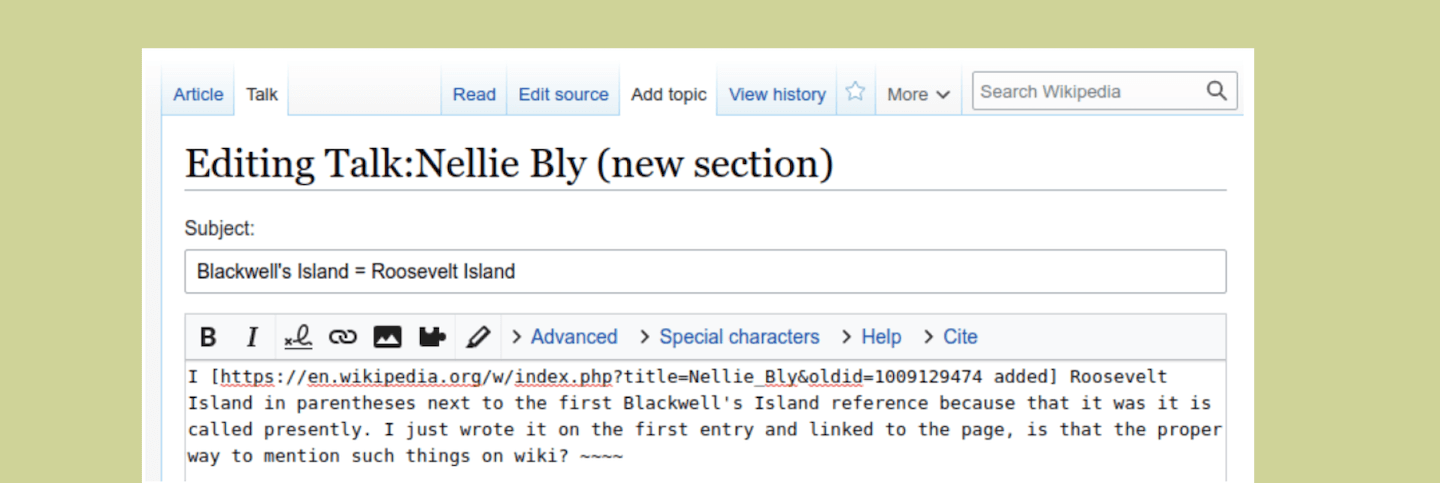 Article Talk Read Edit source Add topic View history More Search Wikipedia
Editing Talk:Nellie Bly (new section)
Subject:
Blackwell's Island = Roosevelt Island
B I Advanced Special characters Help Cite
I [https://en.wikipedia.org/w/index.php?title=Nellie_Bly&oldid=1009129474 added] Roosevelt
Island in parentheses next to the first Blackwell's Island reference because that it was it is
called presently. I just wrote it on the first entry and linked to the page, is that the proper
way to mention such things on wiki? ~~~~